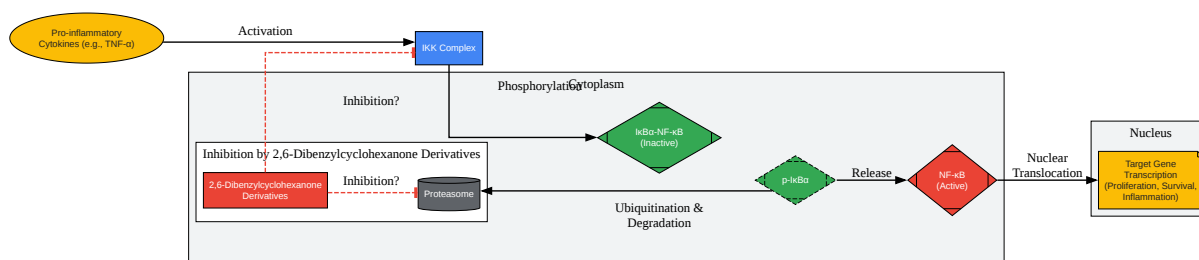 Pro-inflammatory
Cytokines (e.g., TNF-α)
Activation
IKK Complex
Phosphorylation
Cytoplasm
Inhibition?
IκBα-NF-κB
(Inactive)
Inhibition by 2,6-Dibenzylcyclohexanone Derivatives
2,6-Dibenzylcyclohexanone
Derivatives
Inhibition?
Proteasome
Ubiquitination &
Degradation
p-IκBα
Release
NF-κB
(Active)
Nuclear
Translocation
Nucleus
Target Gene
Transcription
(Proliferation, Survival,
Inflammation)